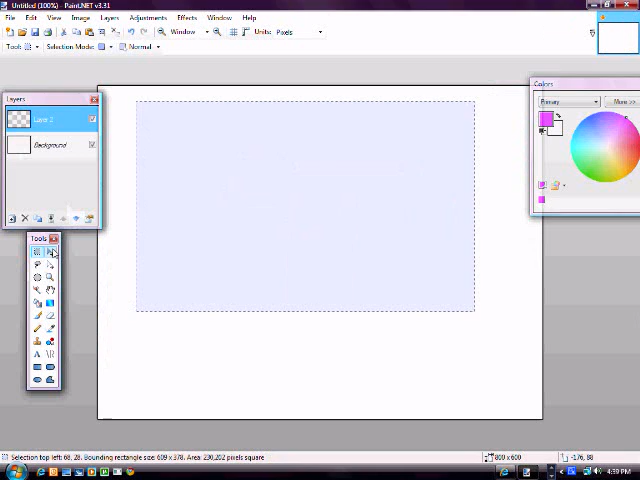 Untitled (100%) - Paint.NET v3.31
File Edit View Image Layers Adjustments Effects Window Help
Window Units: Pixels
Tool: Selection Mode: Normal
Layers
Layer 2
Background
Colors
Primary More >>
Tools
Selection top left: 68, 28. Bounding rectangle size: 609 x 378. Area: 230,202 pixels square
800 x 600
-176, 88
4:39 PM